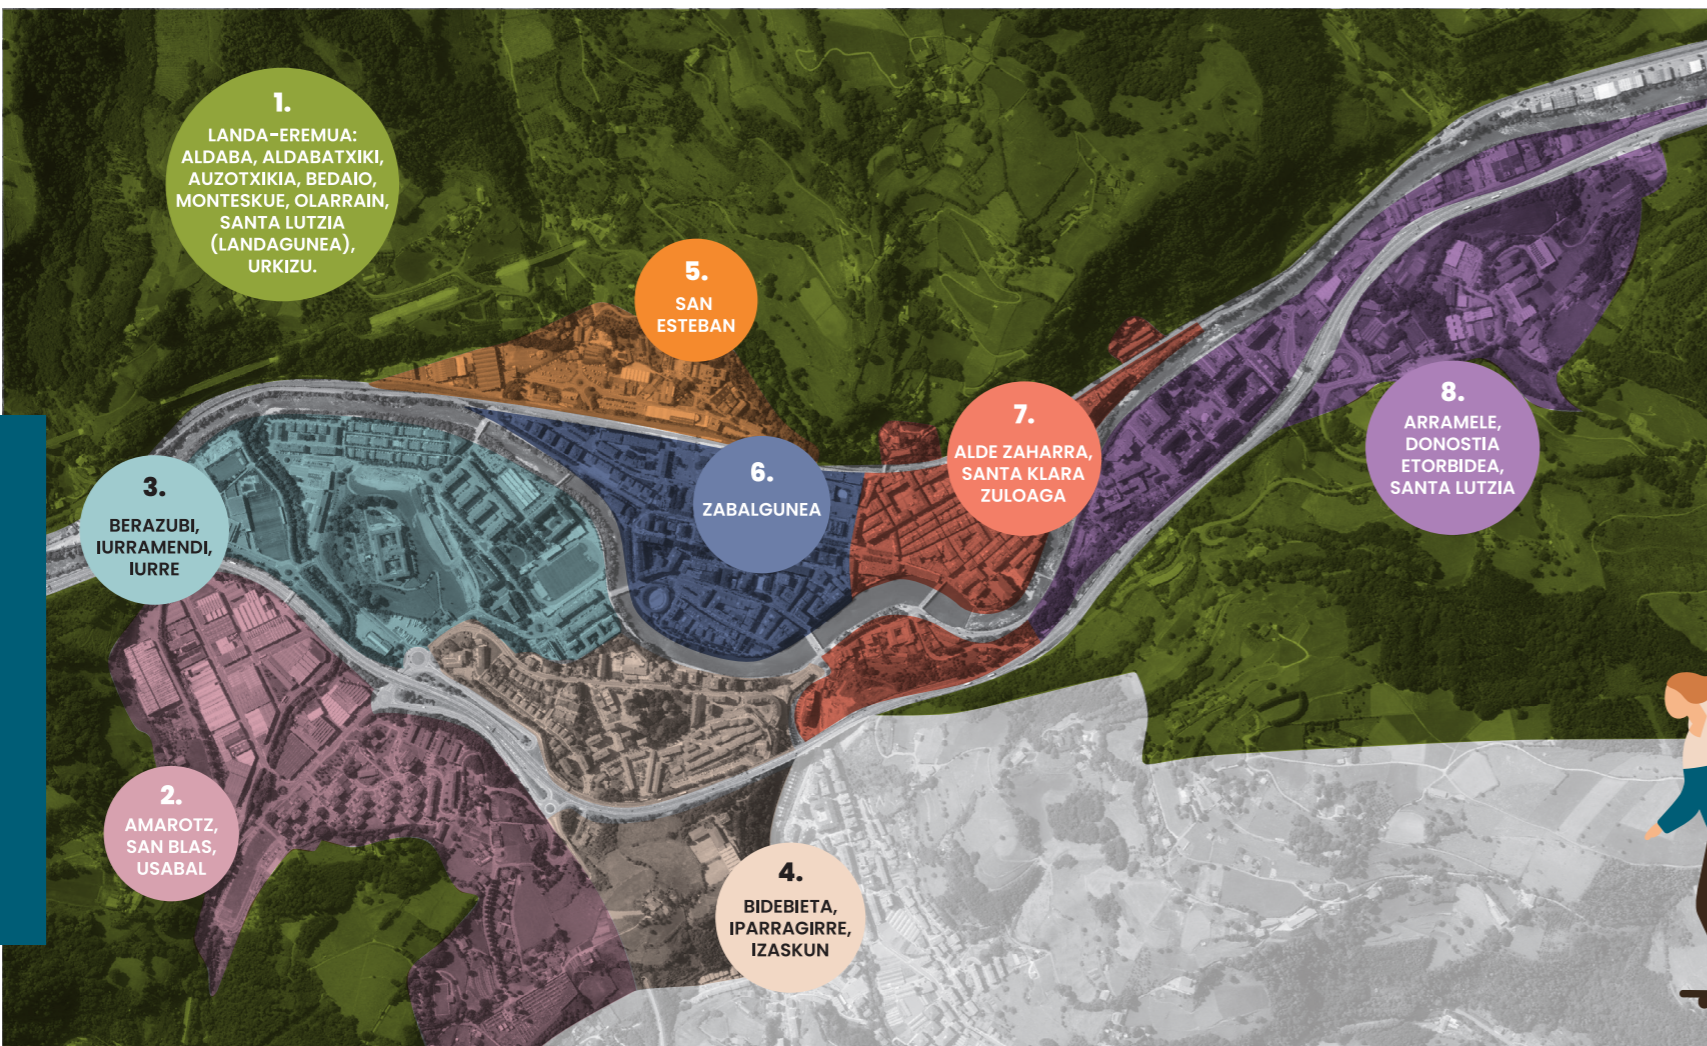 1.
LANDA-EREMUA:
ALDABA, ALDABATXIKI,
AUZOTXIKIA, BEDAIO,
MONTESKUE, OLARRAIN,
SANTA LUTZIA
(LANDAGUNEA),
URKIZU.
5.
SAN
ESTEBAN
3.
BERAZUBI,
IURRAMENDI,
IURRE
6.
ZABALGUNEA
7.
ALDE ZAHARRA,
SANTA KLARA
ZULOAGA
8.
ARRAMELE,
DONOSTIA
ETORBIDEA,
SANTA LUTZIA
2.
AMAROTZ,
SAN BLAS,
USABAL
4.
BIDEBIETA,
IPARRAGIRRE,
IZASKUN